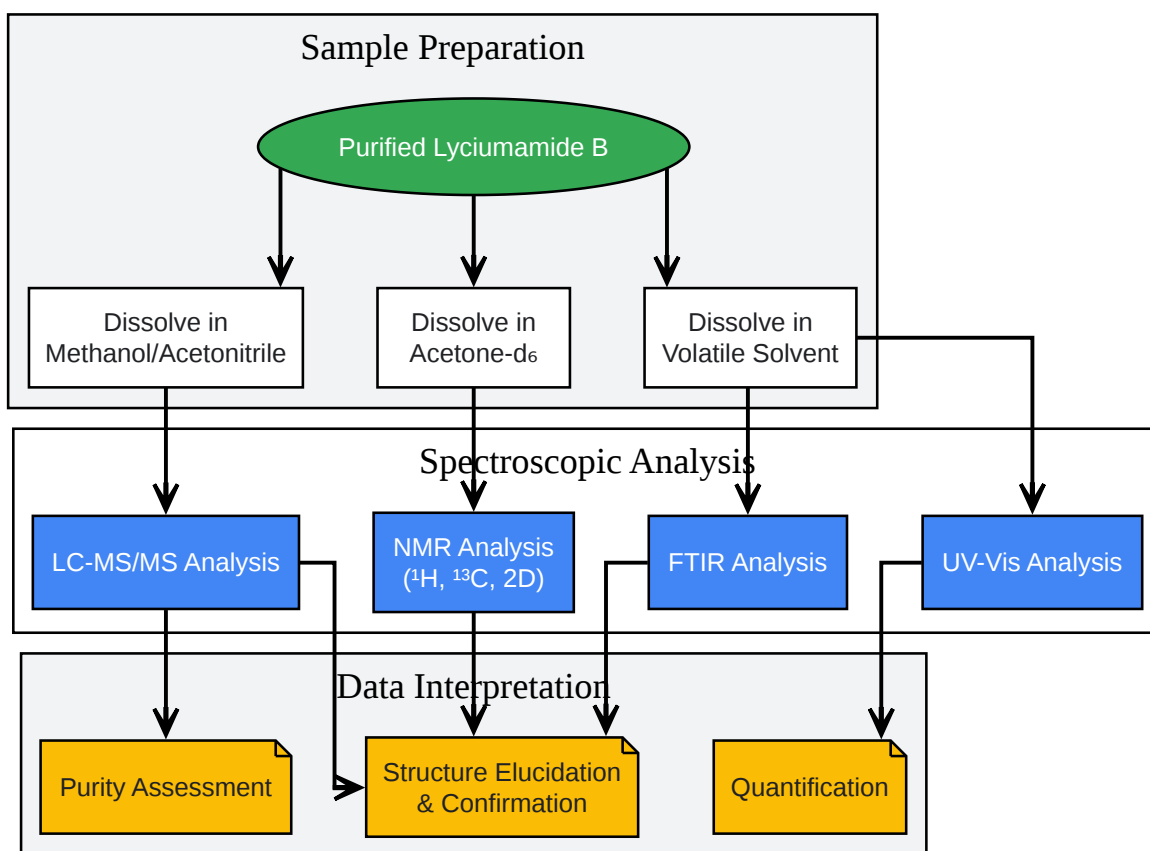 Sample Preparation
Purified Lyciumamide B
Dissolve in
Methanol/Acetonitrile
Dissolve in
Acetone-d₆
Dissolve in
Volatile Solvent
Spectroscopic Analysis
LC-MS/MS Analysis
NMR Analysis
(¹H, ¹³C, 2D)
FTIR Analysis
UV-Vis Analysis
Data Interpretation
Purity Assessment
Structure Elucidation
& Confirmation
Quantification